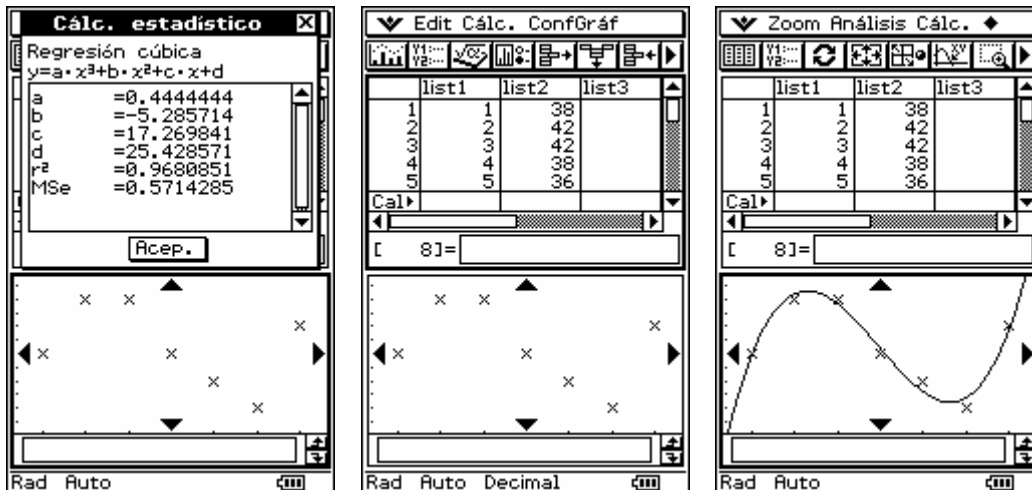 Cálc. estadístico X
Regresión cúbica
y=a·x³+b·x²+c·x+d
a =0.4444444
b =-5.285714
c =17.269841
d =25.428571
r² =0.9680851
MSe =0.5714285
Acep.
Rad Auto
Edit Cálc. ConfGráf
list1 list2 list3
1 1 38
2 2 42
3 3 42
4 4 38
5 5 36
Cal▸
[ 8]=
Rad Auto Decimal
Zoom Análisis Cálc. ◆
list1 list2 list3
1 1 38
2 2 42
3 3 42
4 4 38
5 5 36
Cal▸
[ 8]=
Rad Auto